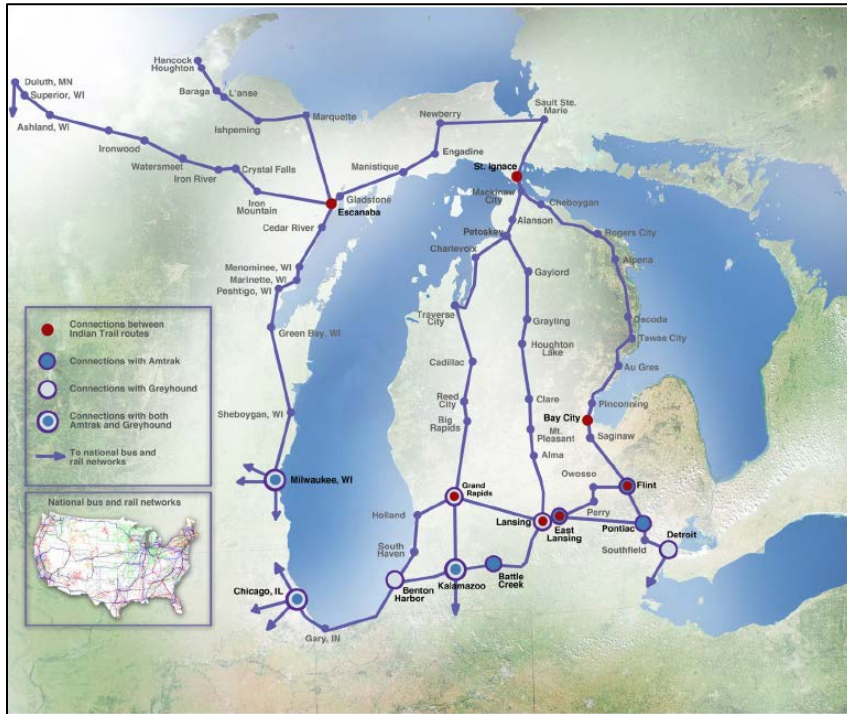 Hancock
Houghton
Duluth, MN
Superior, WI
Baraga
L'anse
Ashland, WI
Ishpeming
Marquette
Newberry
Sault Ste.
Marie
Ironwood
Watersmeet
Iron River
Crystal Falls
Engadine
Manistique
St. Ignace
Iron
Mountain
Gladstone
Escanaba
Mackinaw
City
Cheboygan
Cedar River
Alanson
Petoskey
Rogers City
Charlevoix
Menominee, WI
Marinette, WI
Peshtigo, WI
Gaylord
Alpena
Traverse
City
Grayling
Oscoda
Green Bay, WI
Houghton
Lake
Tawas City
Cadillac
Au Gres
Reed
City
Clare
Pinconning
Sheboygan, WI
Big
Rapids
Bay City
Mt.
Pleasant
Saginaw
Alma
Milwaukee, WI
Grand
Rapids
Owosso
Flint
Holland
Lansing
East
Lansing
Perry
Pontiac
Detroit
Southfield
South
Haven
Chicago, IL
Benton
Harbor
Kalamazoo
Battle
Creek
Gary, IN
Connections between
Indian Trail routes
Connections with Amtrak
Connections with Greyhound
Connections with both
Amtrak and Greyhound
To national bus and
rail networks
National bus and rail networks